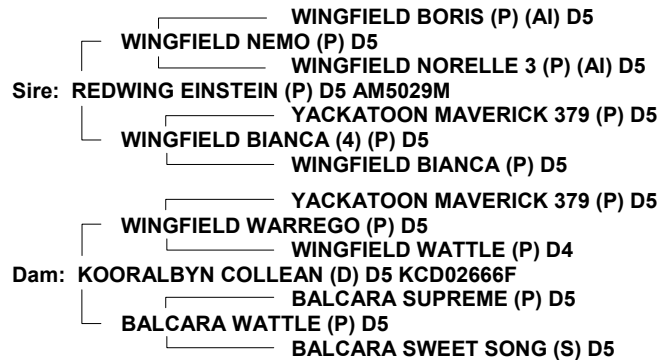 WINGFIELD BORIS (P) (AI) D5
WINGFIELD NEMO (P) D5
WINGFIELD NORELLE 3 (P) (AI) D5
Sire: REDWING EINSTEIN (P) D5 AM5029M
YACKATOON MAVERICK 379 (P) D5
WINGFIELD BIANCA (4) (P) D5
WINGFIELD BIANCA (P) D5
YACKATOON MAVERICK 379 (P) D5
WINGFIELD WARREGO (P) D5
WINGFIELD WATTLE (P) D4
Dam: KOORALBYN COLLEAN (D) D5 KCD02666F
BALCARA SUPREME (P) D5
BALCARA WATTLE (P) D5
BALCARA SWEET SONG (S) D5